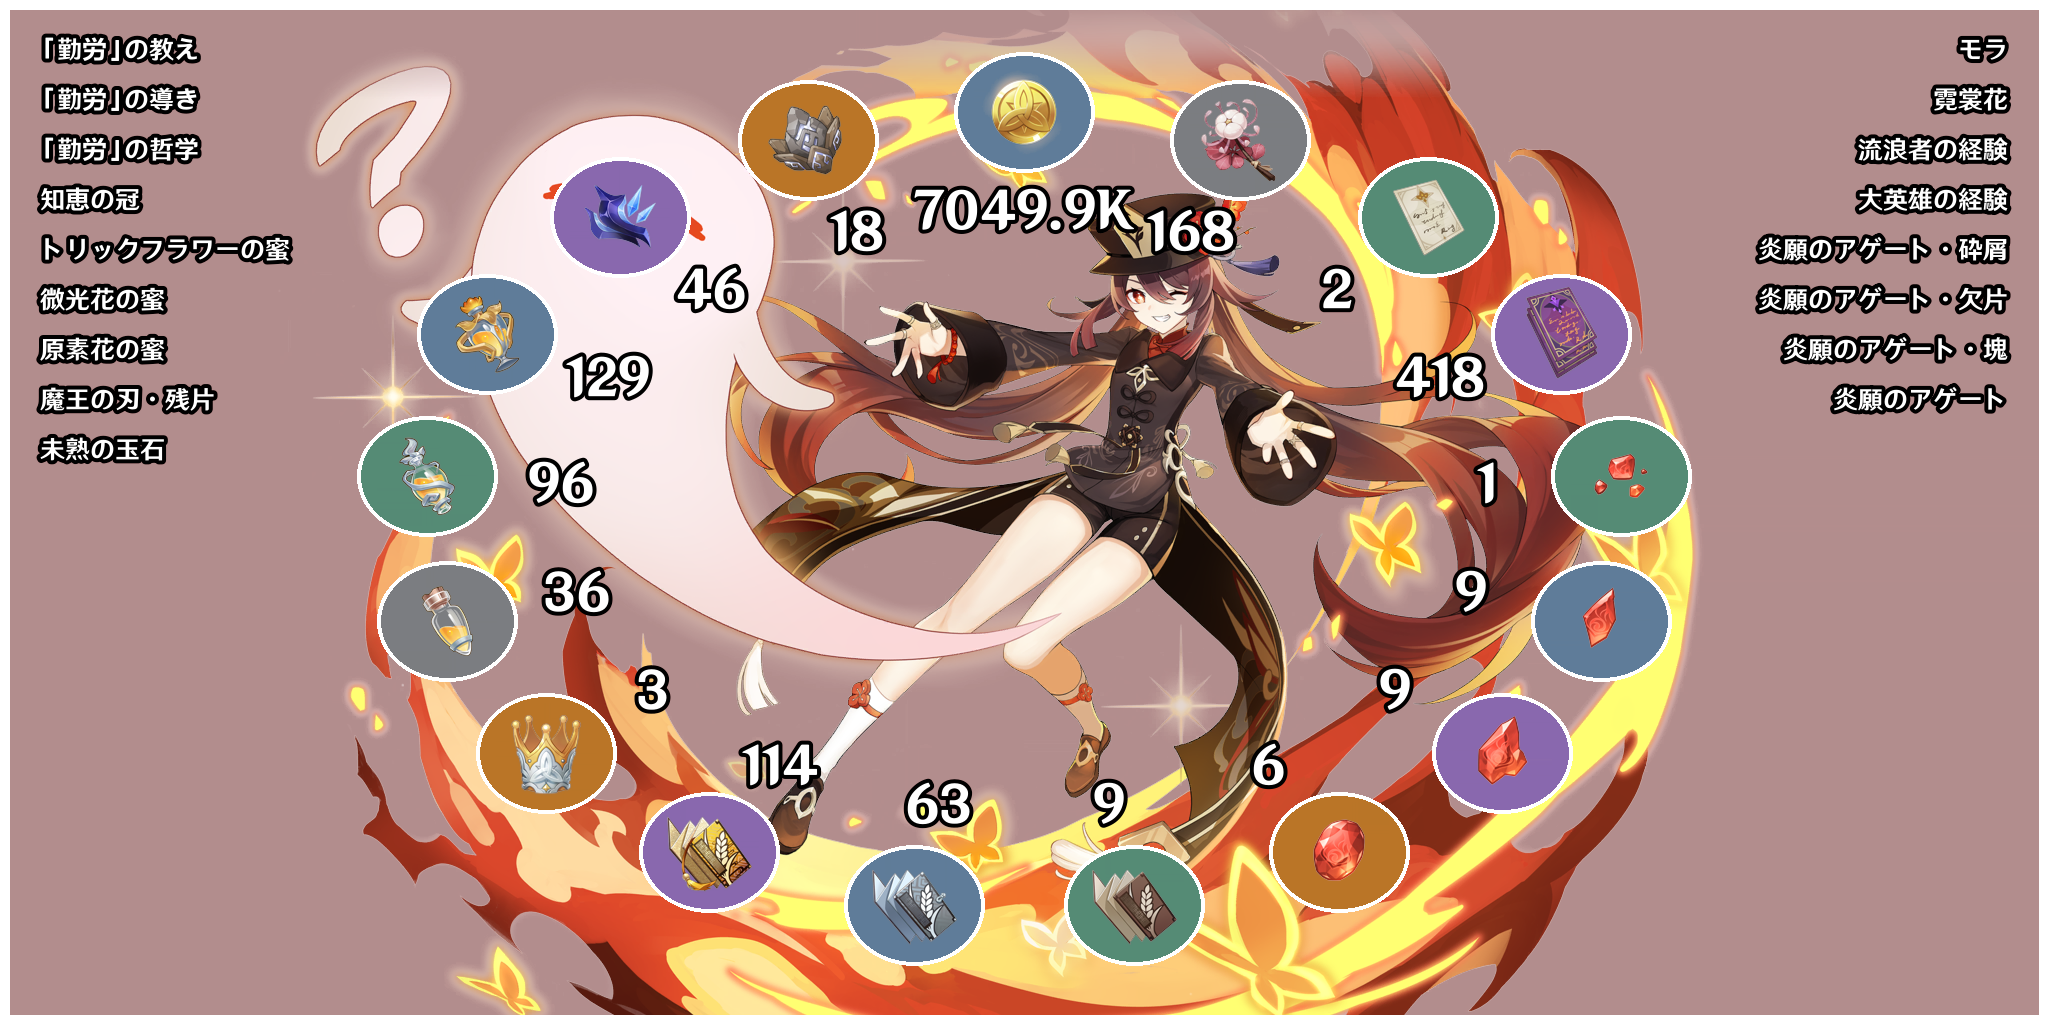 「勤労」の教え
「勤労」の導き
「勤労」の哲学
知恵の冠
トリックフラワーの蜜
微光花の蜜
原素花の蜜
魔王の刃・残片
未熟の玉石
モラ
霓裳花
流浪者の経験
大英雄の経験
炎願のアゲート・砕屑
炎願のアゲート・欠片
炎願のアゲート・塊
炎願のアゲート
7049.9K
168
2
418
1
9
9
6
9
63
114
3
36
96
129
46
18